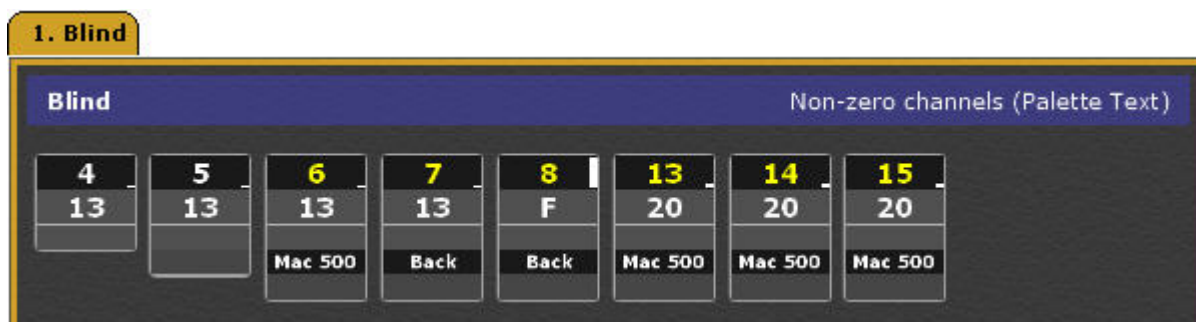 1. Blind
Blind Non-zero channels (Palette Text)
4 5 6 7 8 13 14 15
13 13 13 13 F 20 20 20
Mac 500 Back Back Mac 500 Mac 500 Mac 500